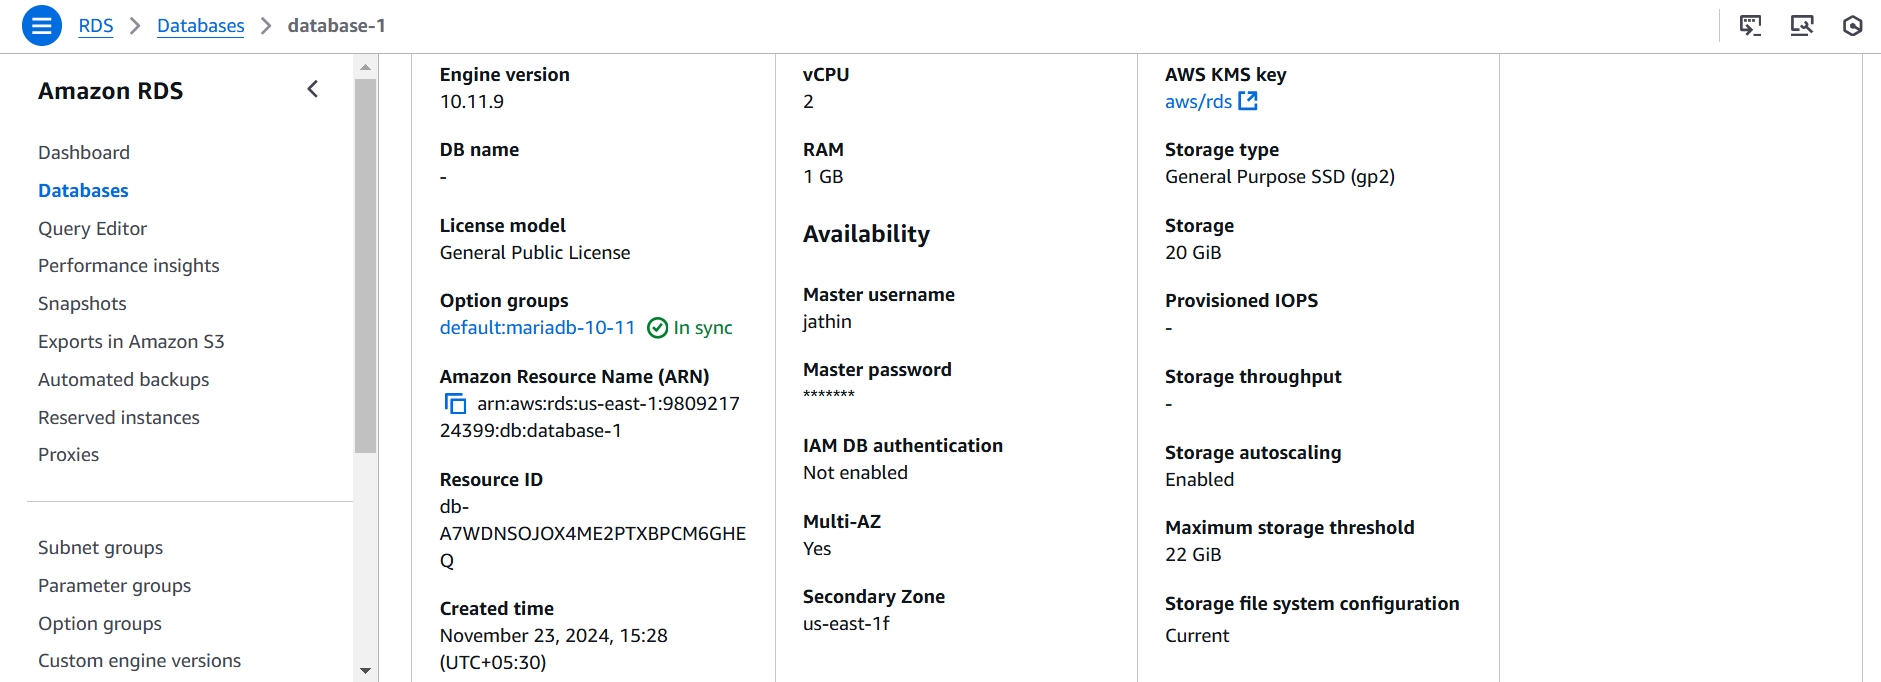 RDS > Databases > database-1
Amazon RDS
Dashboard
Databases
Query Editor
Performance insights
Snapshots
Exports in Amazon S3
Automated backups
Reserved instances
Proxies
Subnet groups
Parameter groups
Option groups
Custom engine versions
Engine version
10.11.9
DB name
-
License model
General Public License
Option groups
default:mariadb-10-11 In sync
Amazon Resource Name (ARN)
arn:aws:rds:us-east-1:9809217
24399:db:database-1
Resource ID
db-
A7WDNSOJOX4ME2PTXBPCM6GHE
Q
Created time
November 23, 2024, 15:28
(UTC+05:30)
vCPU
2
RAM
1 GB
Availability
Master username
jathin
Master password
*******
IAM DB authentication
Not enabled
Multi-AZ
Yes
Secondary Zone
us-east-1f
AWS KMS key
aws/rds
Storage type
General Purpose SSD (gp2)
Storage
20 GiB
Provisioned IOPS
-
Storage throughput
-
Storage autoscaling
Enabled
Maximum storage threshold
22 GiB
Storage file system configuration
Current